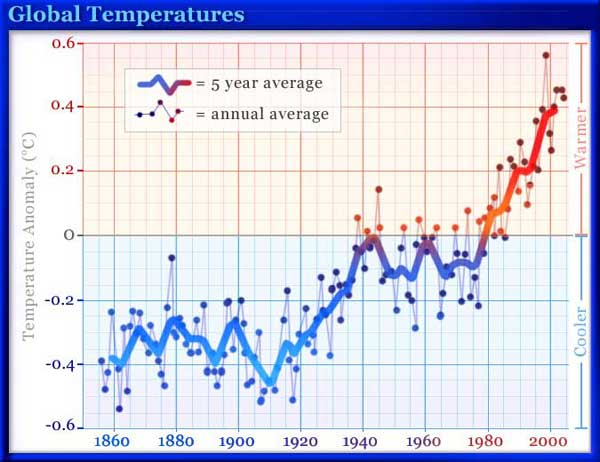 Global Temperatures
Temperature Anomaly (°C)
0.6
0.4
0.2
0
-0.2
-0.4
-0.6
= 5 year average
= annual average
Warmer
Cooler
1860 1880 1900 1920 1940 1960 1980 2000